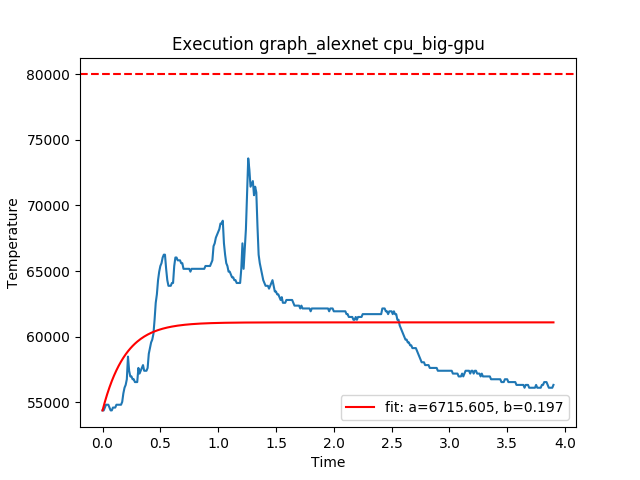 Execution graph_alexnet cpu_big-gpu
80000
75000
70000
65000
60000
55000
Temperature
fit: a=6715.605, b=0.197
0.0 0.5 1.0 1.5 2.0 2.5 3.0 3.5 4.0
Time